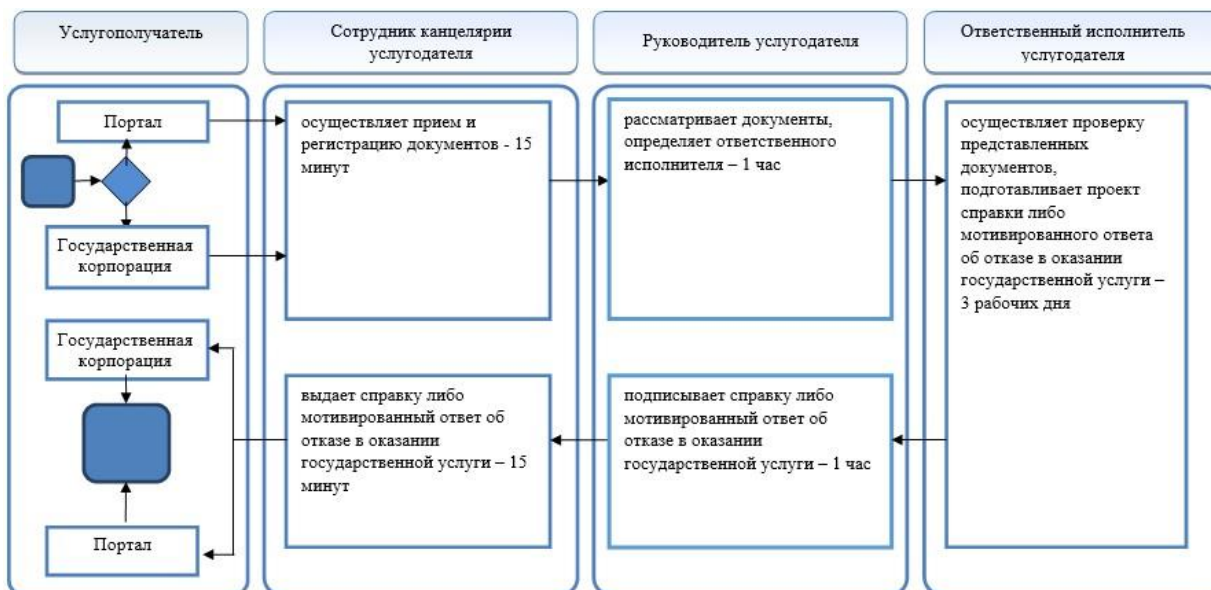 Услугополучатель
Сотрудник канцелярии
услугодателя
Руководитель услугодателя
Ответственный исполнитель
услугодателя
Портал
Государственная
корпорация
осуществляет прием и
регистрацию документов - 15
минут
рассматривает документы,
определяет ответственного
исполнителя – 1 час
осуществляет проверку
представленных
документов,
подготавливает проект
справки либо
мотивированного ответа
об отказе в оказании
государственной услуги –
3 рабочих дня
Государственная
корпорация
Портал
выдает справку либо
мотивированный ответ об
отказе в оказании
государственной услуги – 15
минут
подписывает справку либо
мотивированный ответ об
отказе в оказании
государственной услуги – 1 час